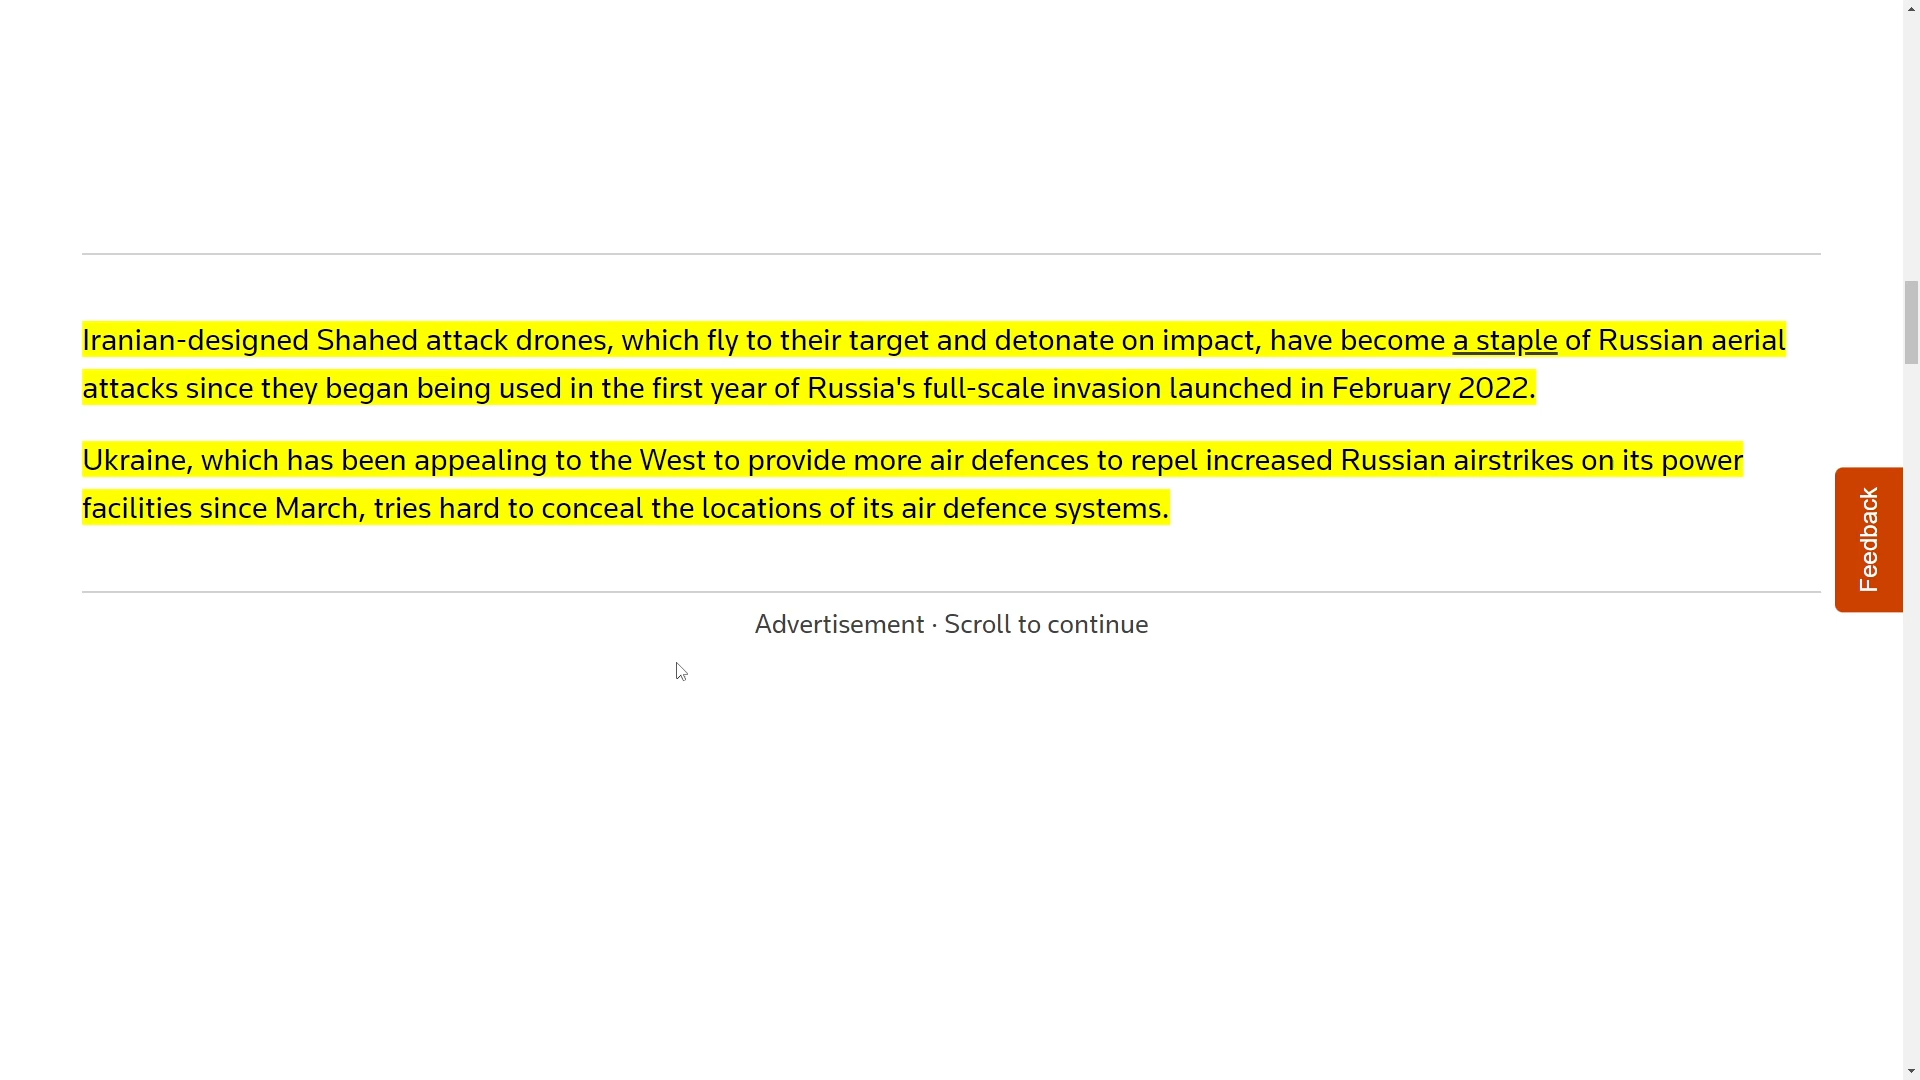 Iranian-designed Shahed attack drones, which fly to their target and detonate on impact, have become a staple of Russian aerial
attacks since they began being used in the first year of Russia's full-scale invasion launched in February 2022.
Ukraine, which has been appealing to the West to provide more air defences to repel increased Russian airstrikes on its power
facilities since March, tries hard to conceal the locations of its air defence systems.
Feedback
Advertisement · Scroll to continue